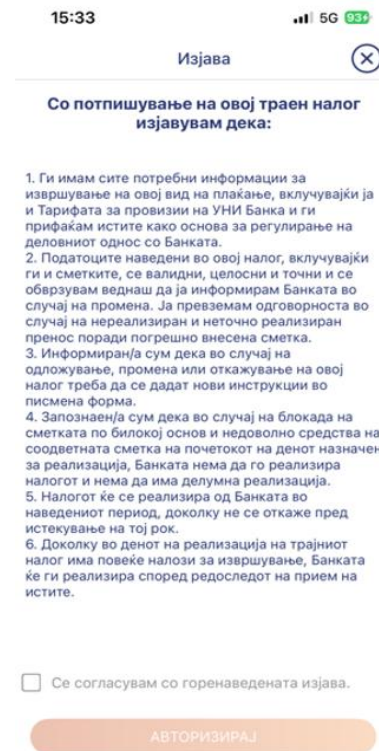 15:33
5G 93
Изјава
Со потпишување на овој траен налог
изјавувам дека:
1. Ги имам сите потребни информации за
извршување на овој вид на плаќање, вклучувајќи ја
и Тарифата за провизии на УНИ Банка и ги
прифаќам истите како основа за регулирање на
деловниот однос со Банката.
2. Податоците наведени во овој налог, вклучувајќи
ги и сметките, се валидни, целосни и точни и се
обврзувам веднаш да ја информирам Банката во
случај на промена. Ја превземам одговорноста во
случај на нереализиран и неточно реализиран
пренос поради погрешно внесена сметка.
3. Информиран/а сум дека во случај на
одложување, промена или откажување на овој
налог треба да се дадат нови инструкции во
писмена форма.
4. Запознаен/а сум дека во случај на блокада на
сметката по билокој основ и недоволно средства на
соодветната сметка на почетокот на денот назначен
за реализација, Банката нема да го реализира
налогот и нема да има делумна реализација.
5. Налогот ќе се реализира од Банката во
наведениот период, доколку не се откаже пред
истекување на тој рок.
6. Доколку во денот на реализација на трајниот
налог има повеќе налози за извршување, Банката
ќе ги реализира според редоследот на прием на
истите.
Се согласувам со горенаведената изјава.
АВТОРИЗИРАЈ